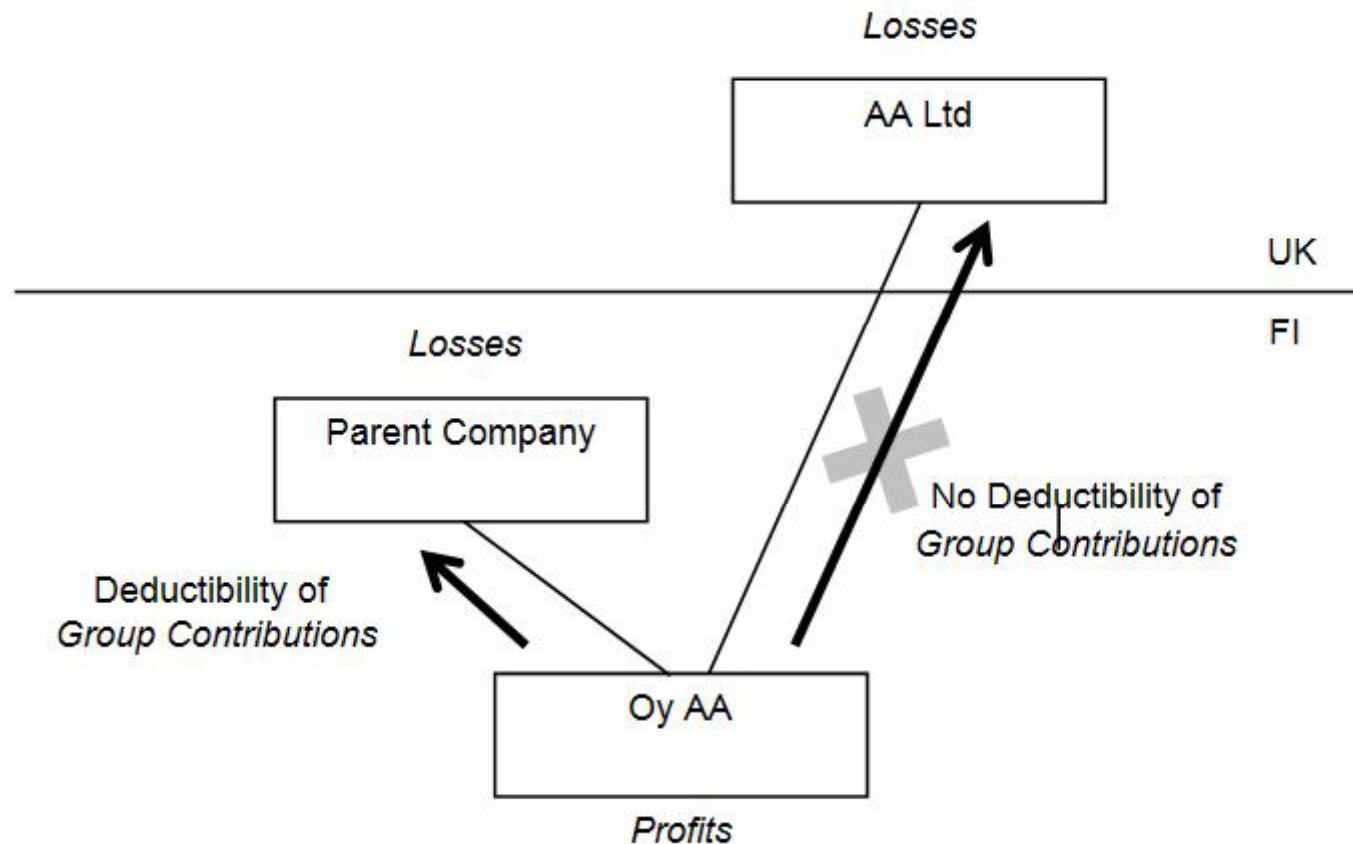 Losses
AA Ltd
UK
FI
Losses
Parent Company
No Deductibility of
Group Contributions
Deductibility of
Group Contributions
Oy AA
Profits